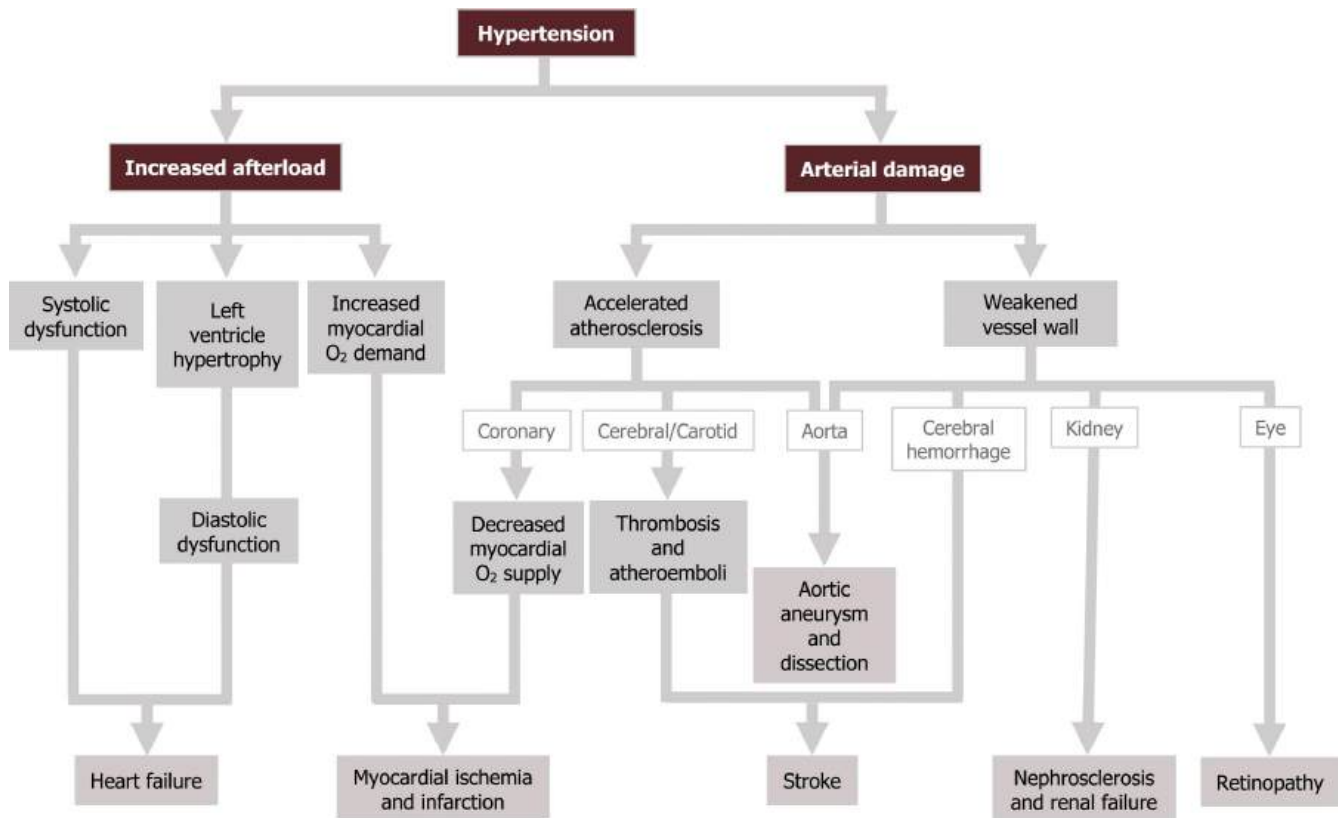 Hypertension
Increased afterload
Arterial damage
Systolic
dysfunction
Left
ventricle
hypertrophy
Increased
myocardial
O₂ demand
Accelerated
atherosclerosis
Weakened
vessel wall
Coronary
Cerebral/Carotid
Aorta
Cerebral
hemorrhage
Kidney
Eye
Diastolic
dysfunction
Decreased
myocardial
O₂ supply
Thrombosis
and
atheroemboli
Aortic
aneurysm
and
dissection
Heart failure
Myocardial ischemia
and infarction
Stroke
Nephrosclerosis
and renal failure
Retinopathy